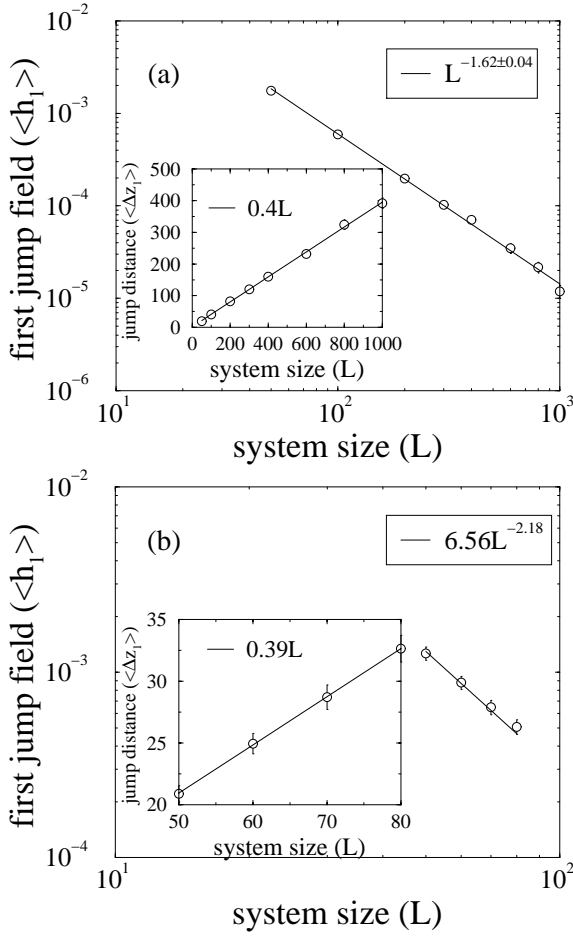 10^−2
(a)
L^−1.62±0.04
10^−3
first jump field (<h_1>)
500
400
300
200
100
0
jump distance (<Δz_1>)
0.4L
0 200 400 600 800 1000
system size (L)
10^−4
10^−5
10^−6
10^1 10^2 10^3
system size (L)
10^−2
(b)
6.56L^−2.18
first jump field (<h_1>)
35
30
25
20
jump distance (<Δz_1>)
0.39L
50 60 70 80
system size (L)
10^−3
10^−4
10^1 10^2
system size (L)